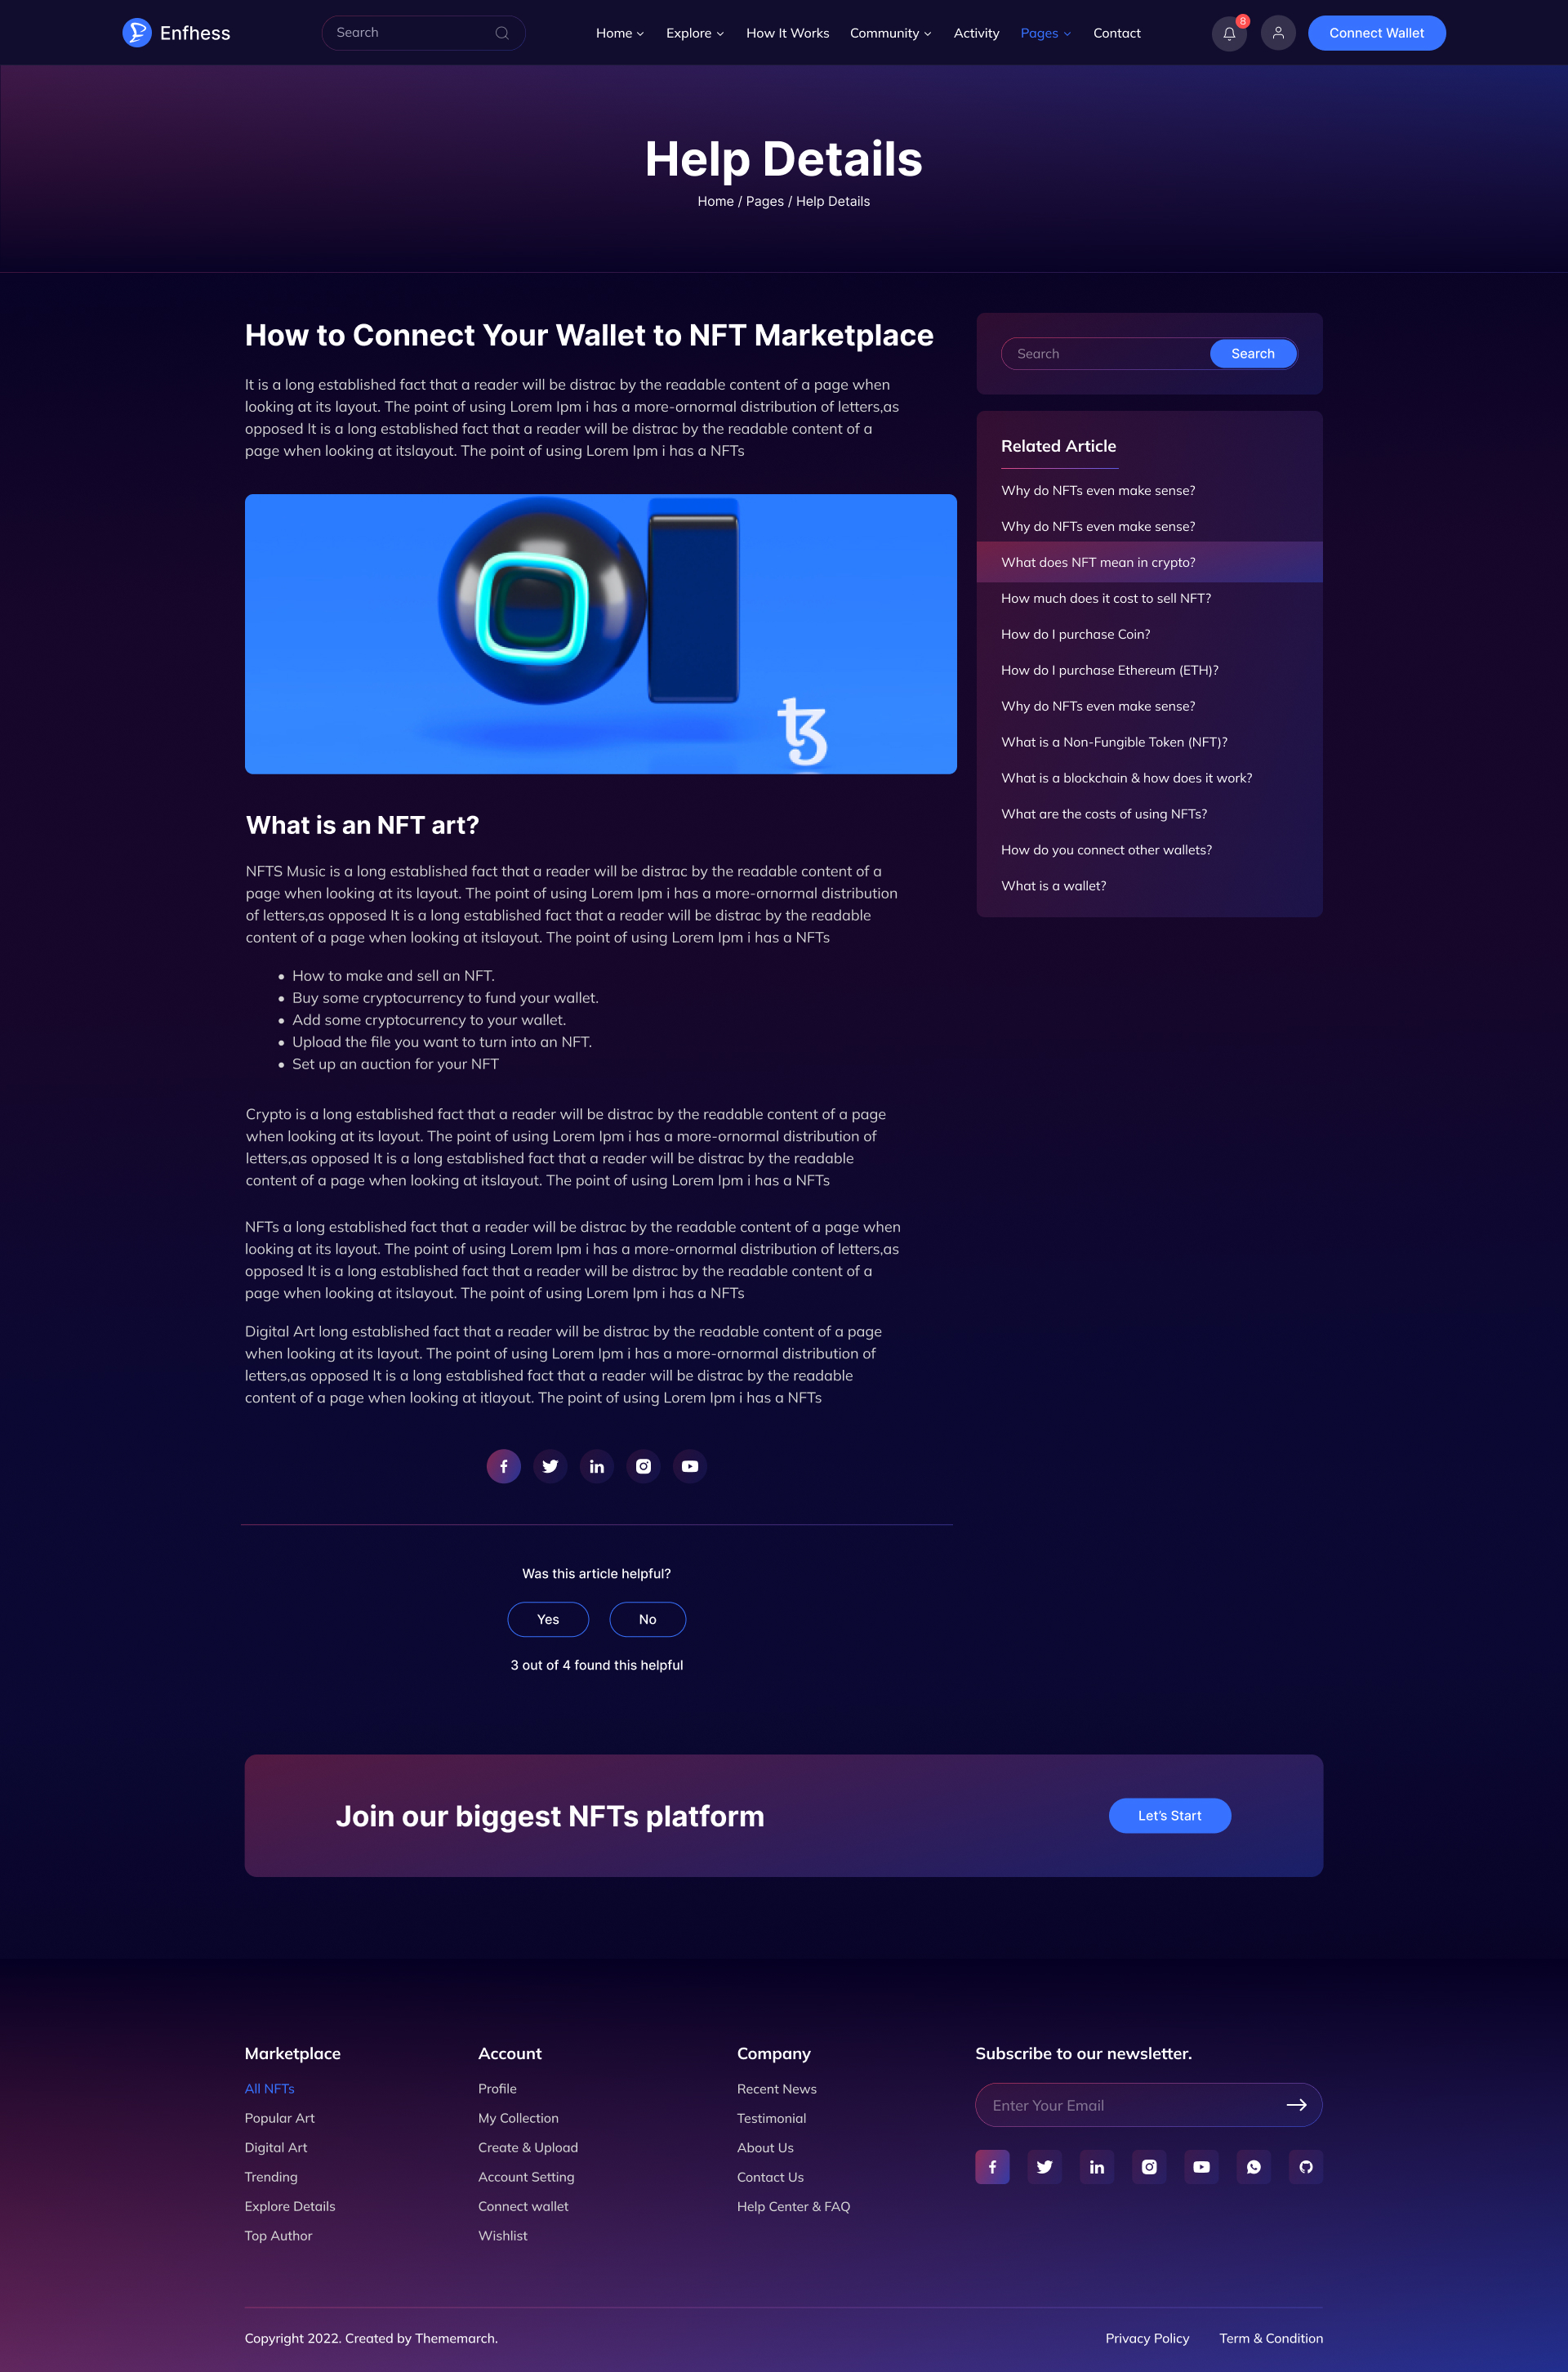 Enfhess
Search
Home
Explore
How It Works
Community
Activity
Pages
Contact
8
Connect Wallet
Help Details
Home / Pages / Help Details
How to Connect Your Wallet to NFT Marketplace
It is a long established fact that a reader will be distrac by the readable content of a page when
looking at its layout. The point of using Lorem Ipm i has a more-ornormal distribution of letters,as
opposed It is a long established fact that a reader will be distrac by the readable content of a
page when looking at itslayout. The point of using Lorem Ipm i has a NFTs
What is an NFT art?
NFTS Music is a long established fact that a reader will be distrac by the readable content of a
page when looking at its layout. The point of using Lorem Ipm i has a more-ornormal distribution
of letters,as opposed It is a long established fact that a reader will be distrac by the readable
content of a page when looking at itslayout. The point of using Lorem Ipm i has a NFTs
• How to make and sell an NFT.
• Buy some cryptocurrency to fund your wallet.
• Add some cryptocurrency to your wallet.
• Upload the file you want to turn into an NFT.
• Set up an auction for your NFT
Crypto is a long established fact that a reader will be distrac by the readable content of a page
when looking at its layout. The point of using Lorem Ipm i has a more-ornormal distribution of
letters,as opposed It is a long established fact that a reader will be distrac by the readable
content of a page when looking at itslayout. The point of using Lorem Ipm i has a NFTs
NFTs a long established fact that a reader will be distrac by the readable content of a page when
looking at its layout. The point of using Lorem Ipm i has a more-ornormal distribution of letters,as
opposed It is a long established fact that a reader will be distrac by the readable content of a
page when looking at itslayout. The point of using Lorem Ipm i has a NFTs
Digital Art long established fact that a reader will be distrac by the readable content of a page
when looking at its layout. The point of using Lorem Ipm i has a more-ornormal distribution of
letters,as opposed It is a long established fact that a reader will be distrac by the readable
content of a page when looking at itlayout. The point of using Lorem Ipm i has a NFTs
Was this article helpful?
Yes
No
3 out of 4 found this helpful
Search
Search
Related Article
Why do NFTs even make sense?
Why do NFTs even make sense?
What does NFT mean in crypto?
How much does it cost to sell NFT?
How do I purchase Coin?
How do I purchase Ethereum (ETH)?
Why do NFTs even make sense?
What is a Non-Fungible Token (NFT)?
What is a blockchain & how does it work?
What are the costs of using NFTs?
How do you connect other wallets?
What is a wallet?
Join our biggest NFTs platform
Let's Start
Marketplace
All NFTs
Popular Art
Digital Art
Trending
Explore Details
Top Author
Account
Profile
My Collection
Create & Upload
Account Setting
Connect wallet
Wishlist
Company
Recent News
Testimonial
About Us
Contact Us
Help Center & FAQ
Subscribe to our newsletter.
Enter Your Email
Copyright 2022. Created by Thememarch.
Privacy Policy
Term & Condition